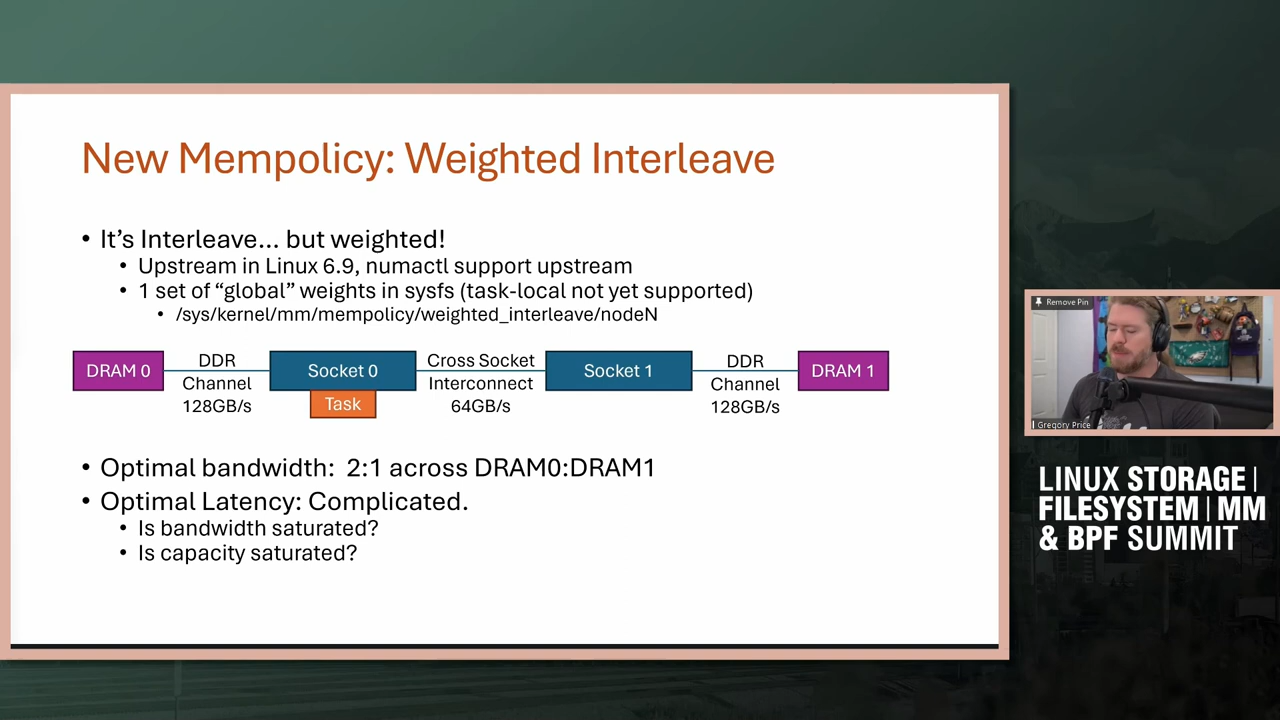 New Mempolicy: Weighted Interleave
• It’s Interleave... but weighted!
• Upstream in Linux 6.9, numactl support upstream
• 1 set of “global” weights in sysfs (task-local not yet supported)
• /sys/kernel/mm/mempolicy/weighted_interleave/nodeN
DRAM 0
DDR
Channel
128GB/s
Socket 0
Task
Cross Socket
Interconnect
64GB/s
Socket 1
DDR
Channel
128GB/s
DRAM 1
• Optimal bandwidth: 2:1 across DRAM0:DRAM1
• Optimal Latency: Complicated.
• Is bandwidth saturated?
• Is capacity saturated?
Remove Pin
Gregory Price
LINUX STORAGE |
FILESYSTEM | MM
& BPF SUMMIT